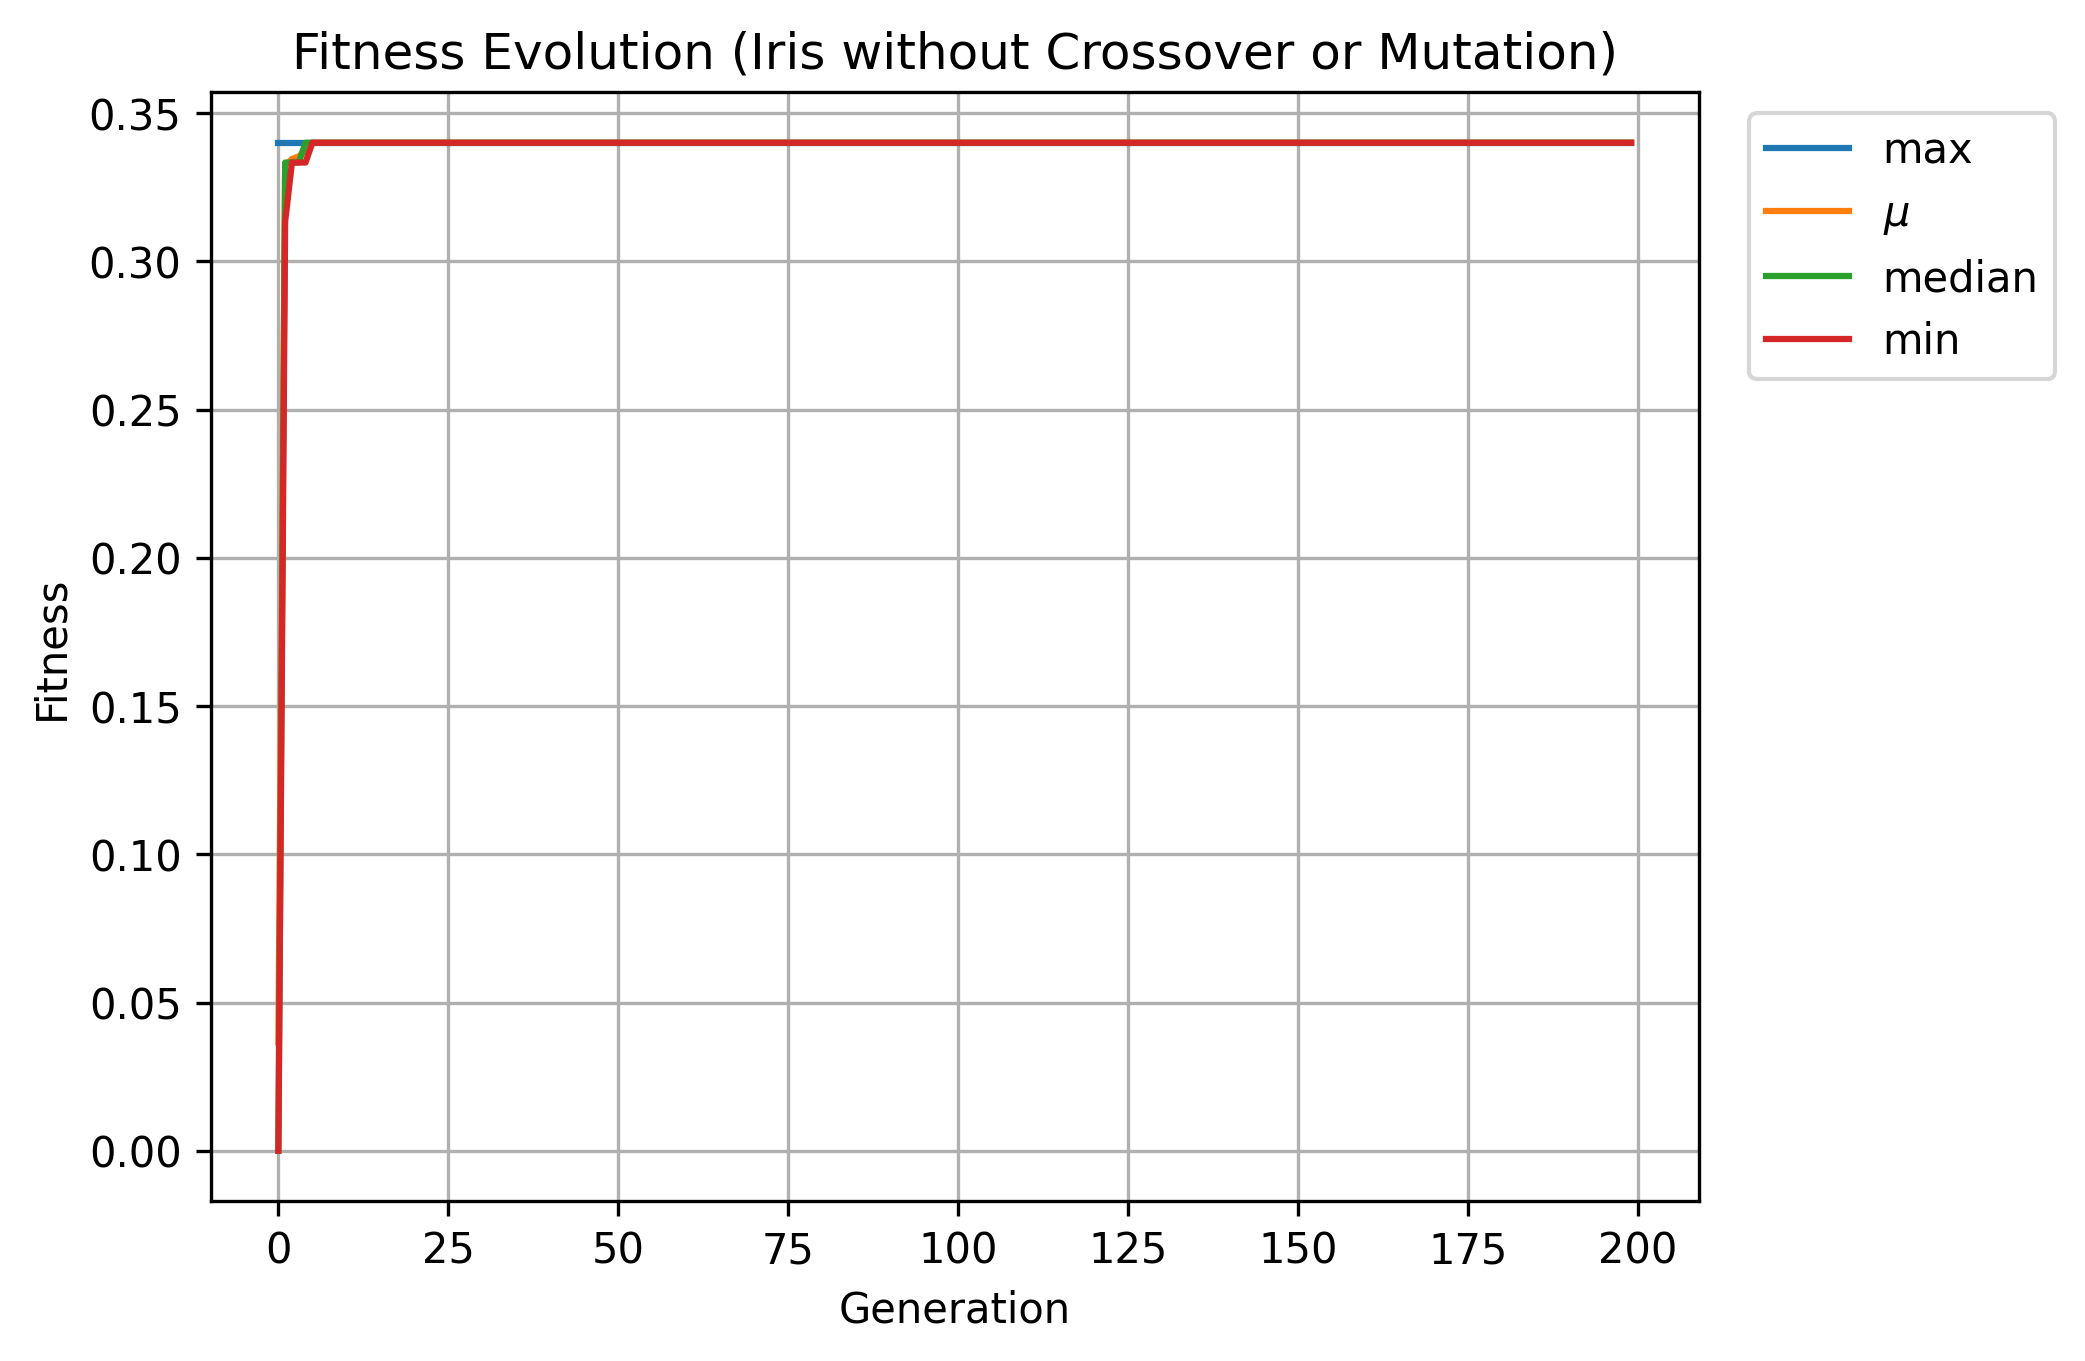 Fitness Evolution (Iris without Crossover or Mutation)
0.35
0.30
0.25
0.20
0.15
0.10
0.05
0.00
Fitness
0 25 50 75 100 125 150 175 200
Generation
max
μ
median
min